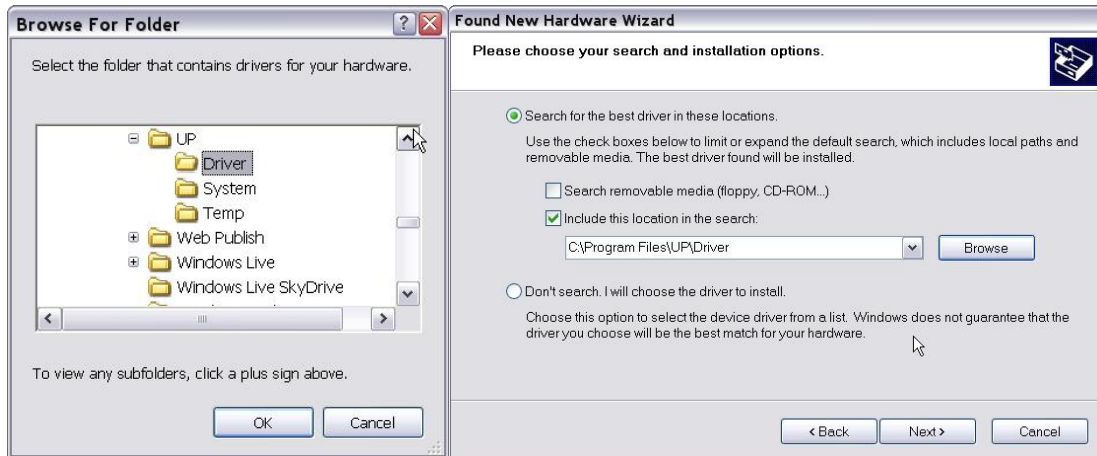 Browse For Folder
Select the folder that contains drivers for your hardware.
UP
Driver
System
Temp
Web Publish
Windows Live
Windows Live SkyDrive
To view any subfolders, click a plus sign above.
OK
Cancel
Found New Hardware Wizard
Please choose your search and installation options.
Search for the best driver in these locations.
Use the check boxes below to limit or expand the default search, which includes local paths and
removable media. The best driver found will be installed.
Search removable media (floppy, CD-ROM...)
Include this location in the search:
C:\Program Files\UP\Driver
Browse
Don't search. I will choose the driver to install.
Choose this option to select the device driver from a list. Windows does not guarantee that the
driver you choose will be the best match for your hardware.
< Back
Next >
Cancel